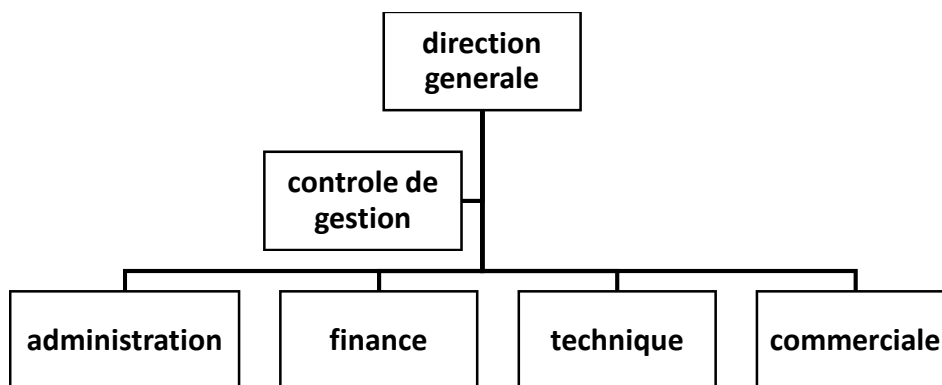 direction
generale
controle de
gestion
administration
finance
technique
commerciale